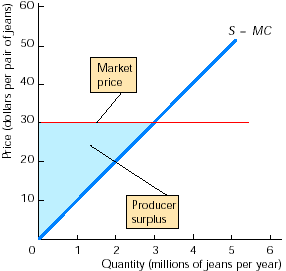 Price (dollars per pair of jeans)
60
50
40
30
20
10
0
S – MC
Market
price
Producer
surplus
1
2
3
4
5
6
Quantity (millions of jeans per year)